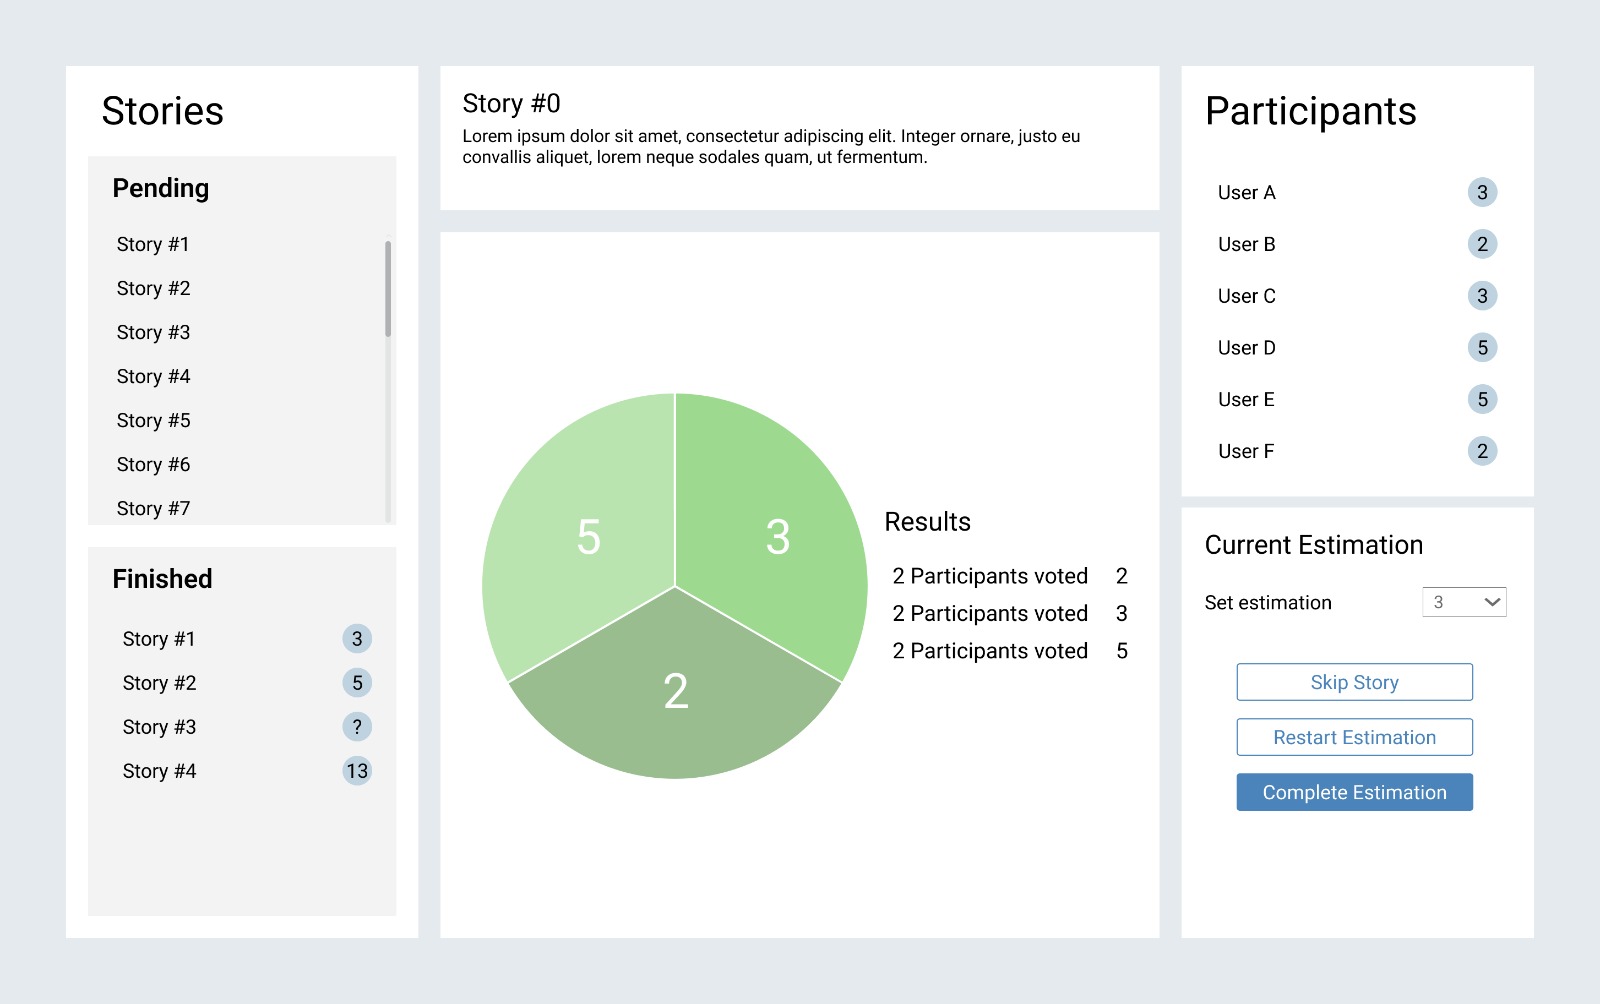 Stories
Pending
Story #1
Story #2
Story #3
Story #4
Story #5
Story #6
Story #7
Finished
Story #1 3
Story #2 5
Story #3 ?
Story #4 13
Story #0
Lorem ipsum dolor sit amet, consectetur adipiscing elit. Integer ornare, justo eu
convallis aliquet, lorem neque sodales quam, ut fermentum.
5
3
2
Results
2 Participants voted 2
2 Participants voted 3
2 Participants voted 5
Participants
User A 3
User B 2
User C 3
User D 5
User E 5
User F 2
Current Estimation
Set estimation 3
Skip Story
Restart Estimation
Complete Estimation